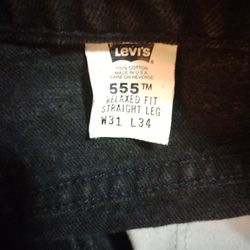 LEVI'S
100% COTTON
MADE IN U.S.A.
CARE ON REVERSE
555™
RELAXED FIT
STRAIGHT LEG
W31 L34